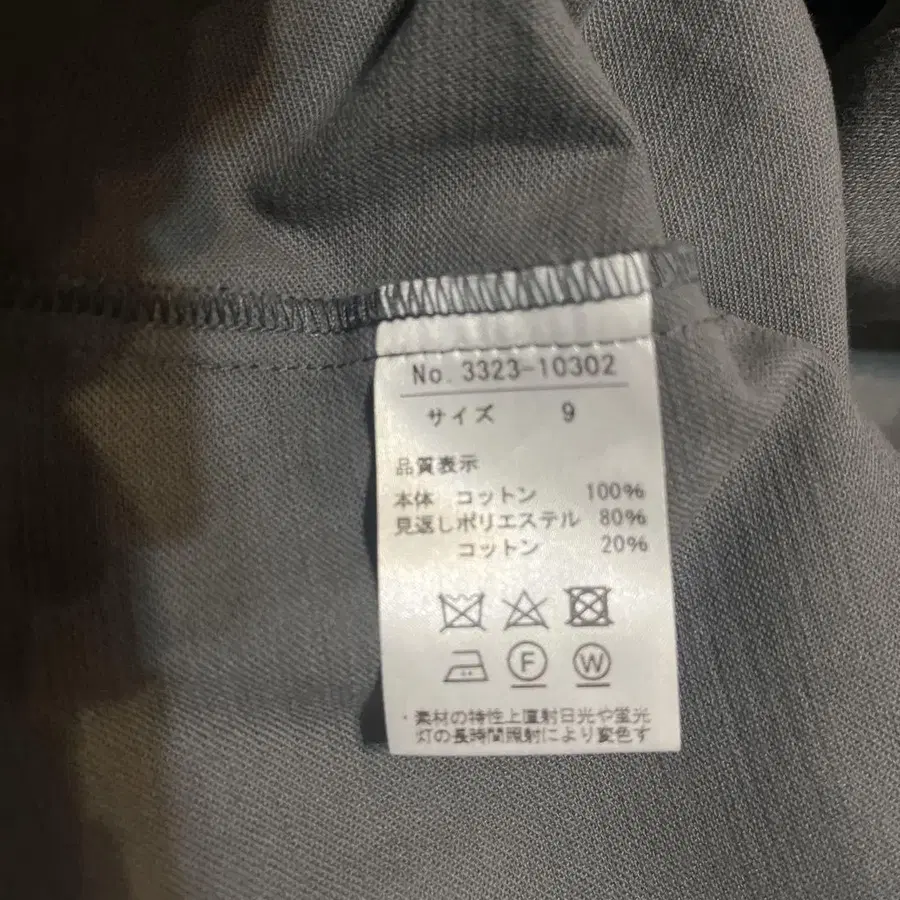 No. 3323-10302
サイズ 9
品質表示
本体 コットン 100%
見返しポリエステル 80%
コットン 20%
F W
・素材の特性上直射日光や蛍光
灯の長時間照射により変色す